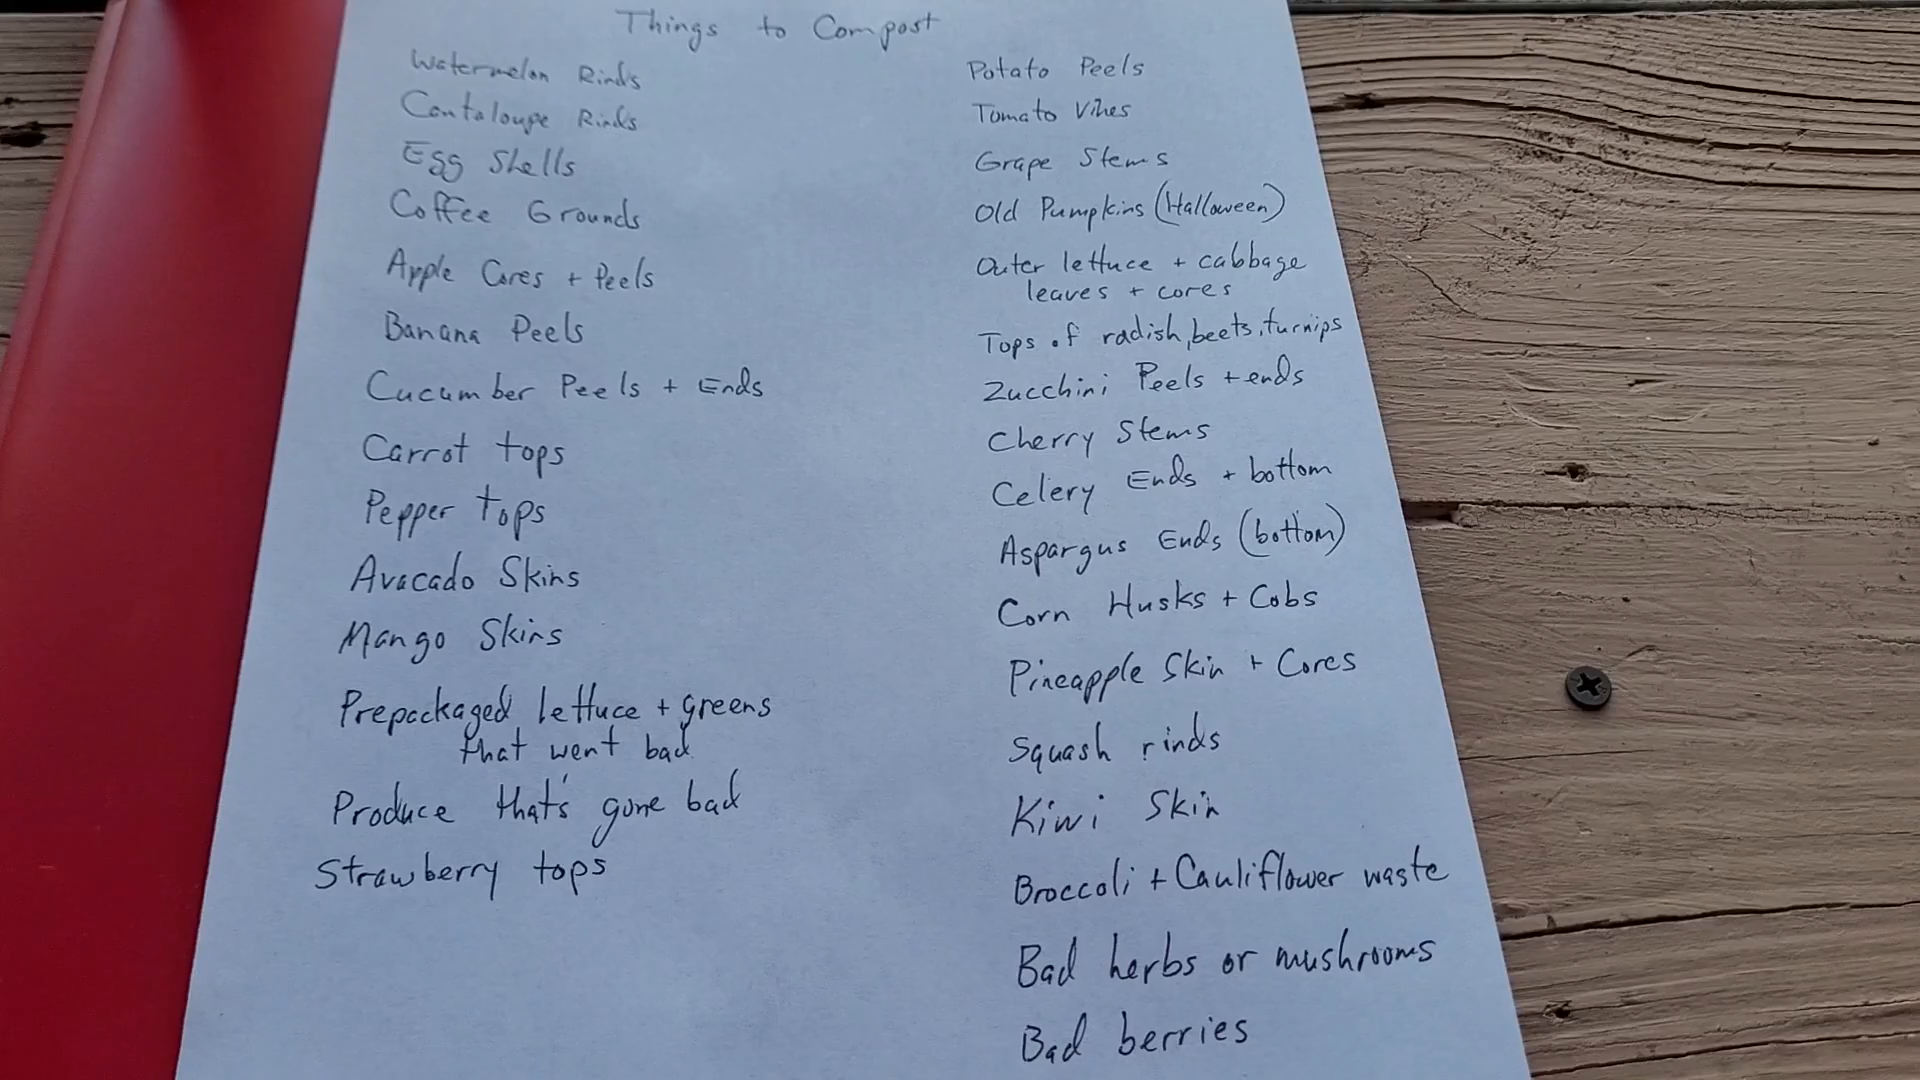 Things to Compost
Watermelon Rinds
Cantaloupe Rinds
Egg Shells
Coffee Grounds
Apple Cores + Peels
Banana Peels
Cucumber Peels + Ends
Carrot tops
Pepper tops
Avacado Skins
Mango Skins
Prepackaged lettuce + greens
that went bad
Produce that's gone bad
Strawberry tops
Potato Peels
Tomato Vines
Grape Stems
Old Pumpkins (Halloween)
Outer lettuce + cabbage
leaves + cores
Tops of radish, beets, turnips
Zucchini Peels + ends
Cherry Stems
Celery Ends + bottom
Aspargus Ends (bottom)
Corn Husks + Cobs
Pineapple Skin + Cores
Squash rinds
Kiwi Skin
Broccoli + Cauliflower waste
Bad herbs or mushrooms
Bad berries